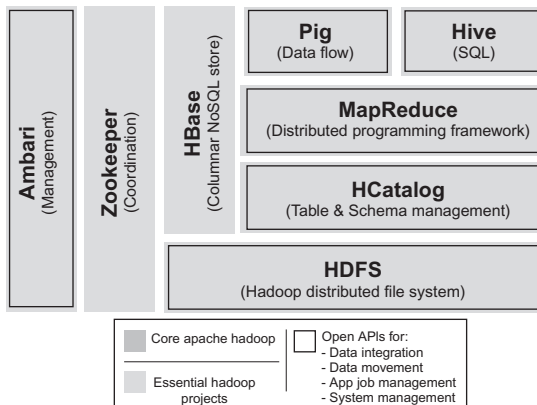 Ambari
(Management)
Zookeeper
(Coordination)
HBase
(Columnar NoSQL store)
Pig
(Data flow)
Hive
(SQL)
MapReduce
(Distributed programming framework)
HCatalog
(Table & Schema management)
HDFS
(Hadoop distributed file system)
Core apache hadoop
Essential hadoop
projects
Open APIs for:
- Data integration
- Data movement
- App job management
- System management